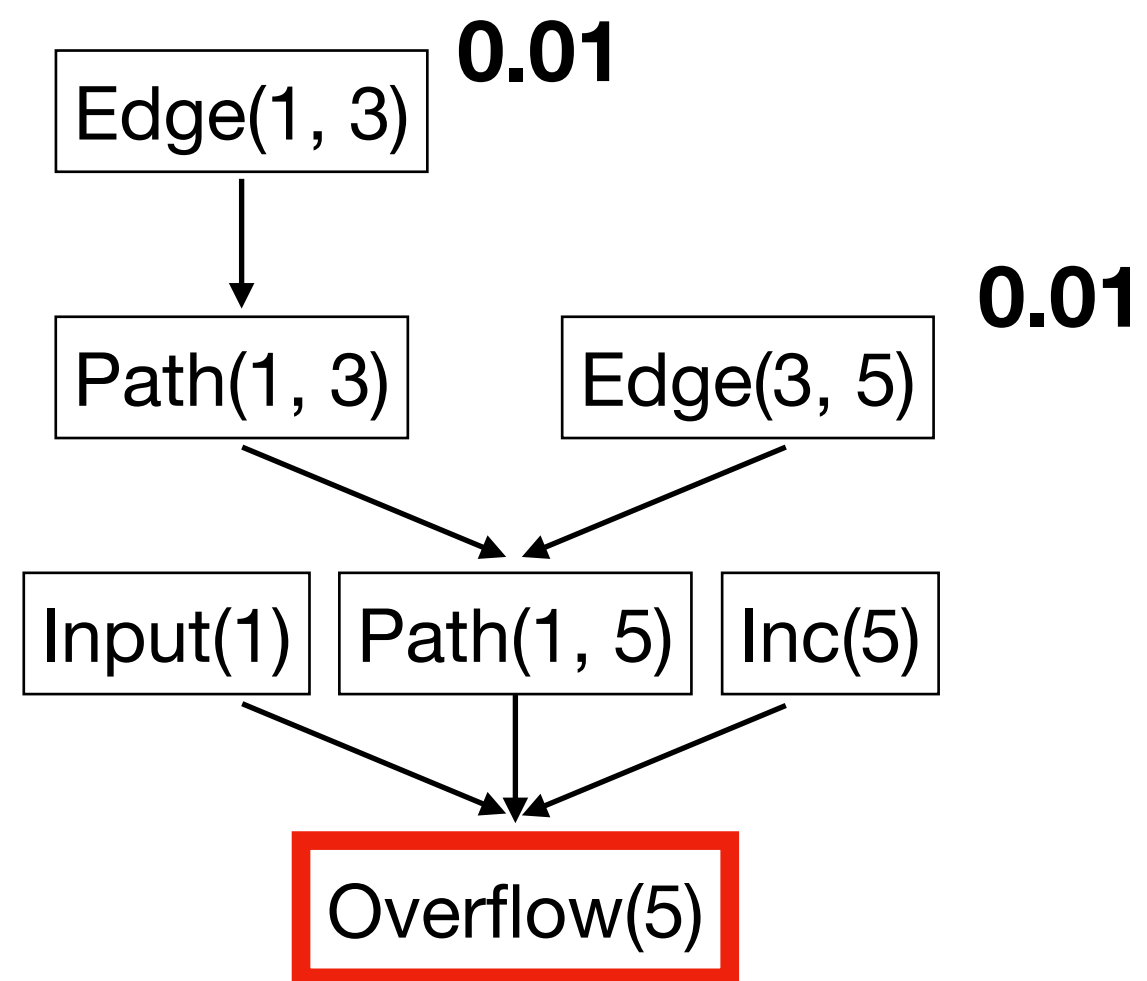 Edge(1, 3)
0.01
Path(1, 3)
Edge(3, 5)
0.01
Input(1)
Path(1, 5)
Inc(5)
Overflow(5)